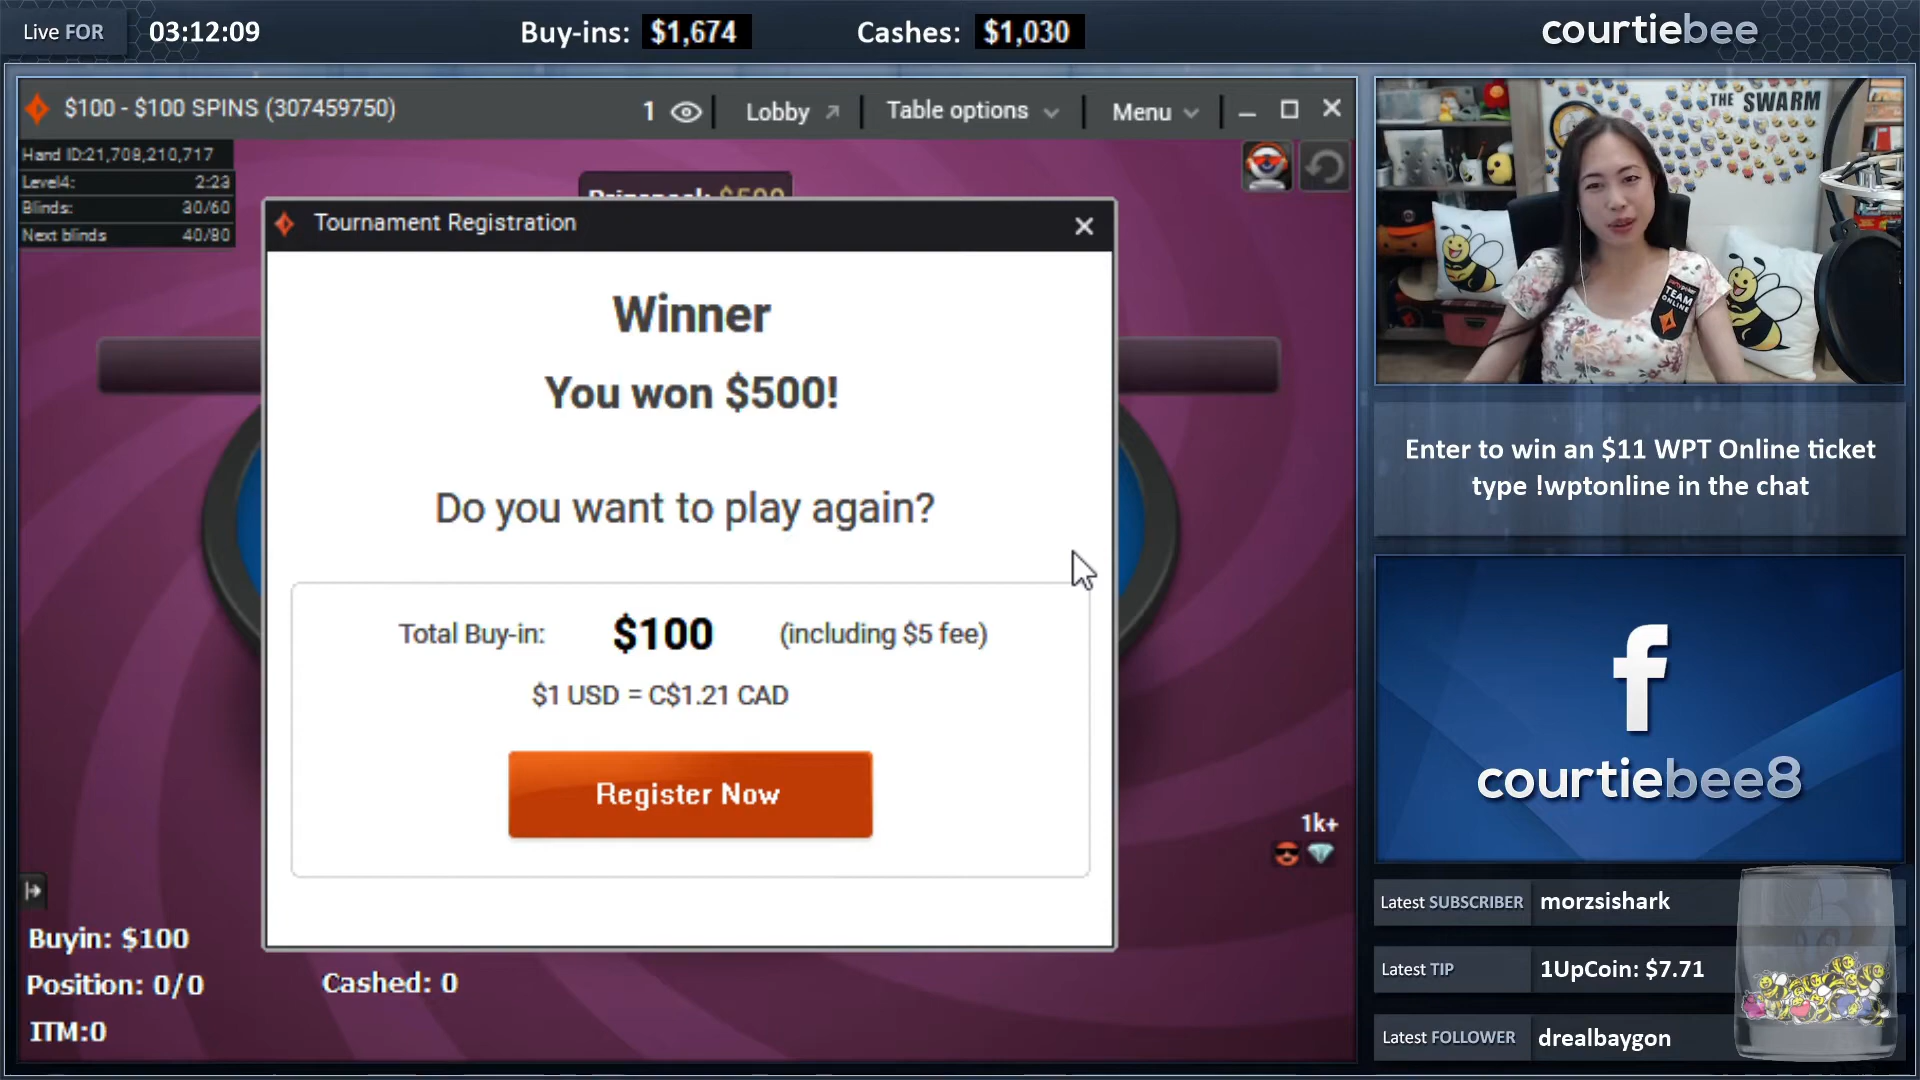 Live FOR
03:12:09
Buy-ins: $1,674
Cashes: $1,030
courtiebee
$100 - $100 SPINS (307459750)
1
Lobby
Table options
Menu
Hand ID:21,708,210,717
Level4: 2:23
Blinds: 30/60
Next blinds 40/80
Tournament Registration
Winner
You won $500!
Do you want to play again?
Total Buy-in: $100 (including $5 fee)
$1 USD = C$1.21 CAD
Register Now
1k+
Buyin: $100
Position: 0/0
Cashed: 0
ITM:0
THE SWARM
partypoker
TEAM
ONLINE
Enter to win an $11 WPT Online ticket
type !wptonline in the chat
f
courtiebee8
Latest SUBSCRIBER morzsishark
Latest TIP 1UpCoin: $7.71
Latest FOLLOWER drealbaygon